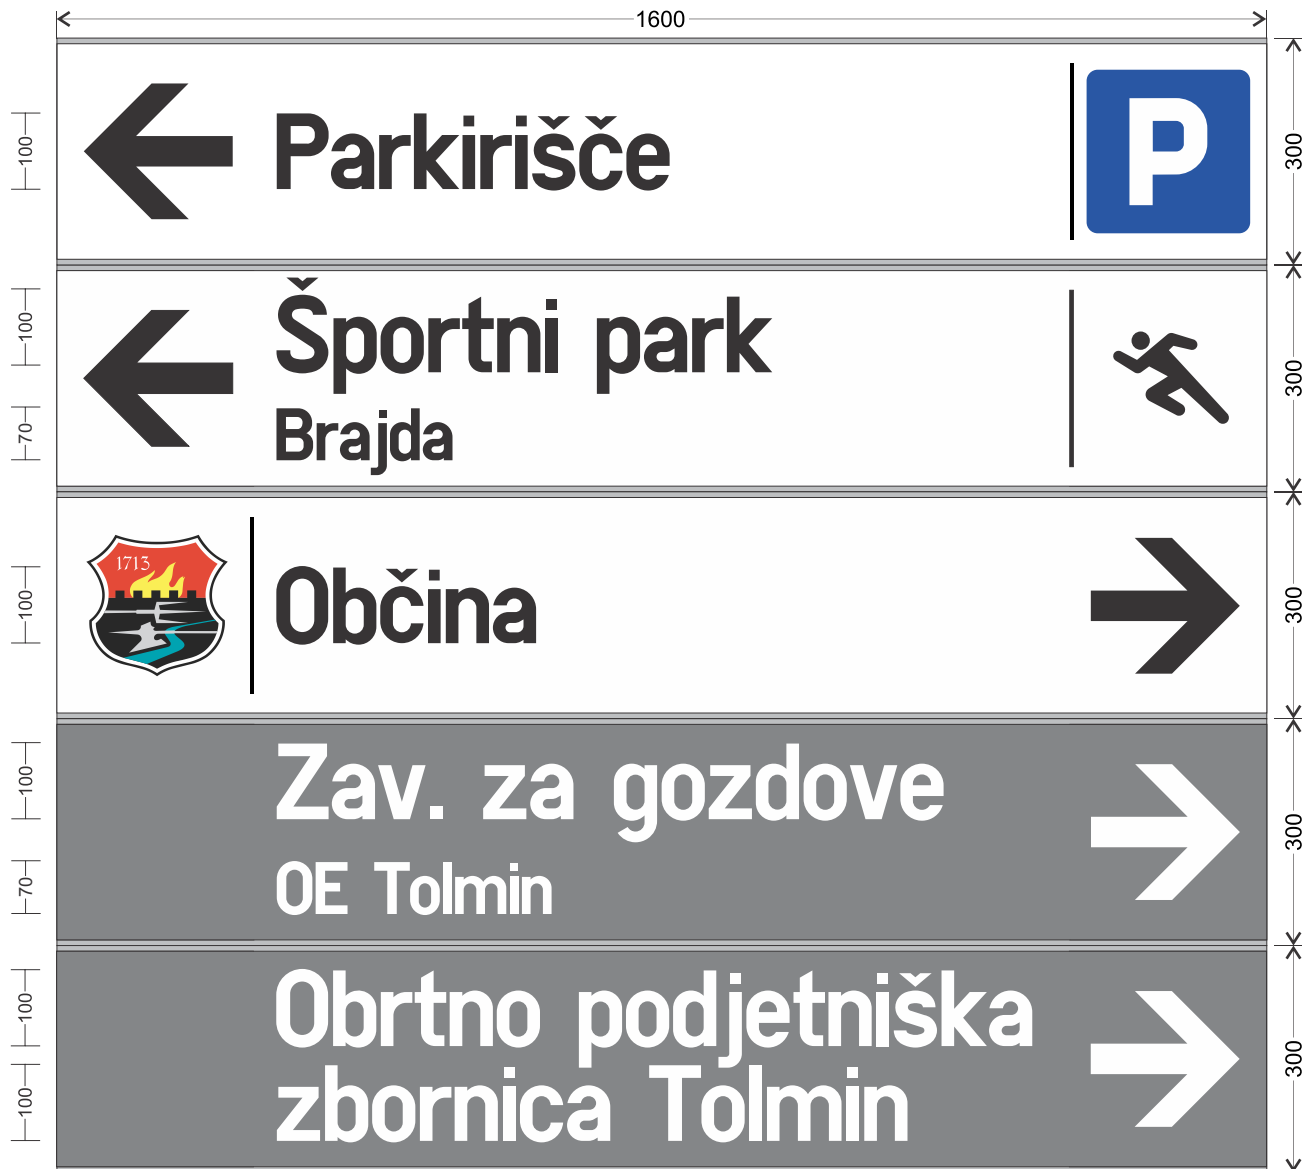 1600
100
Parkirišče
P
300
100
Športni park
300
70
Brajda
1713
100
Občina
300
100
Zav. za gozdove
300
70
OE Tolmin
100
Obrtno podjetniška
300
100
zbornica Tolmin